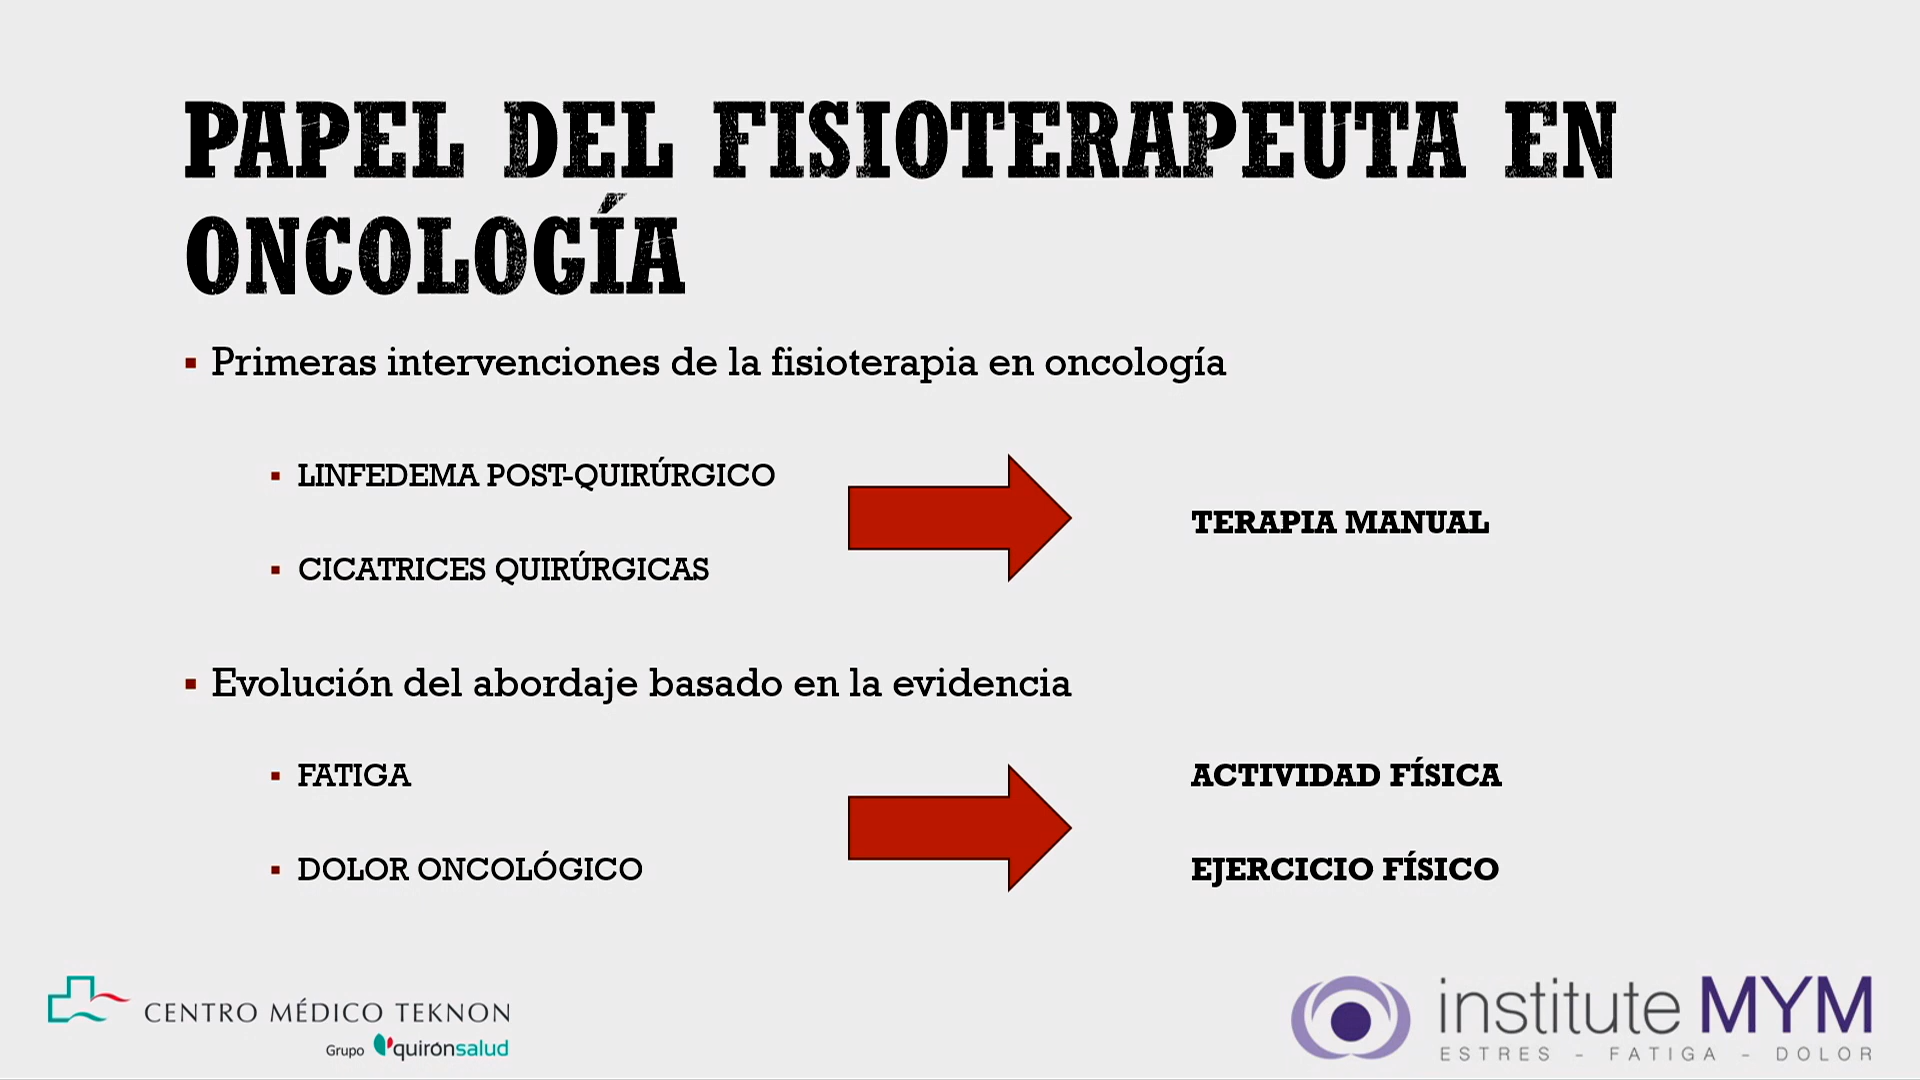 PAPEL DEL FISIOTERAPEUTA EN
ONCOLOGÍA
▪ Primeras intervenciones de la fisioterapia en oncología
▪ LINFEDEMA POST-QUIRÚRGICO
TERAPIA MANUAL
▪ CICATRICES QUIRÚRGICAS
▪ Evolución del abordaje basado en la evidencia
▪ FATIGA
ACTIVIDAD FÍSICA
▪ DOLOR ONCOLÓGICO
EJERCICIO FÍSICO
CENTRO MÉDICO TEKNON
Grupo quirónsalud
institute MYM
ESTRES - FATIGA - DOLOR